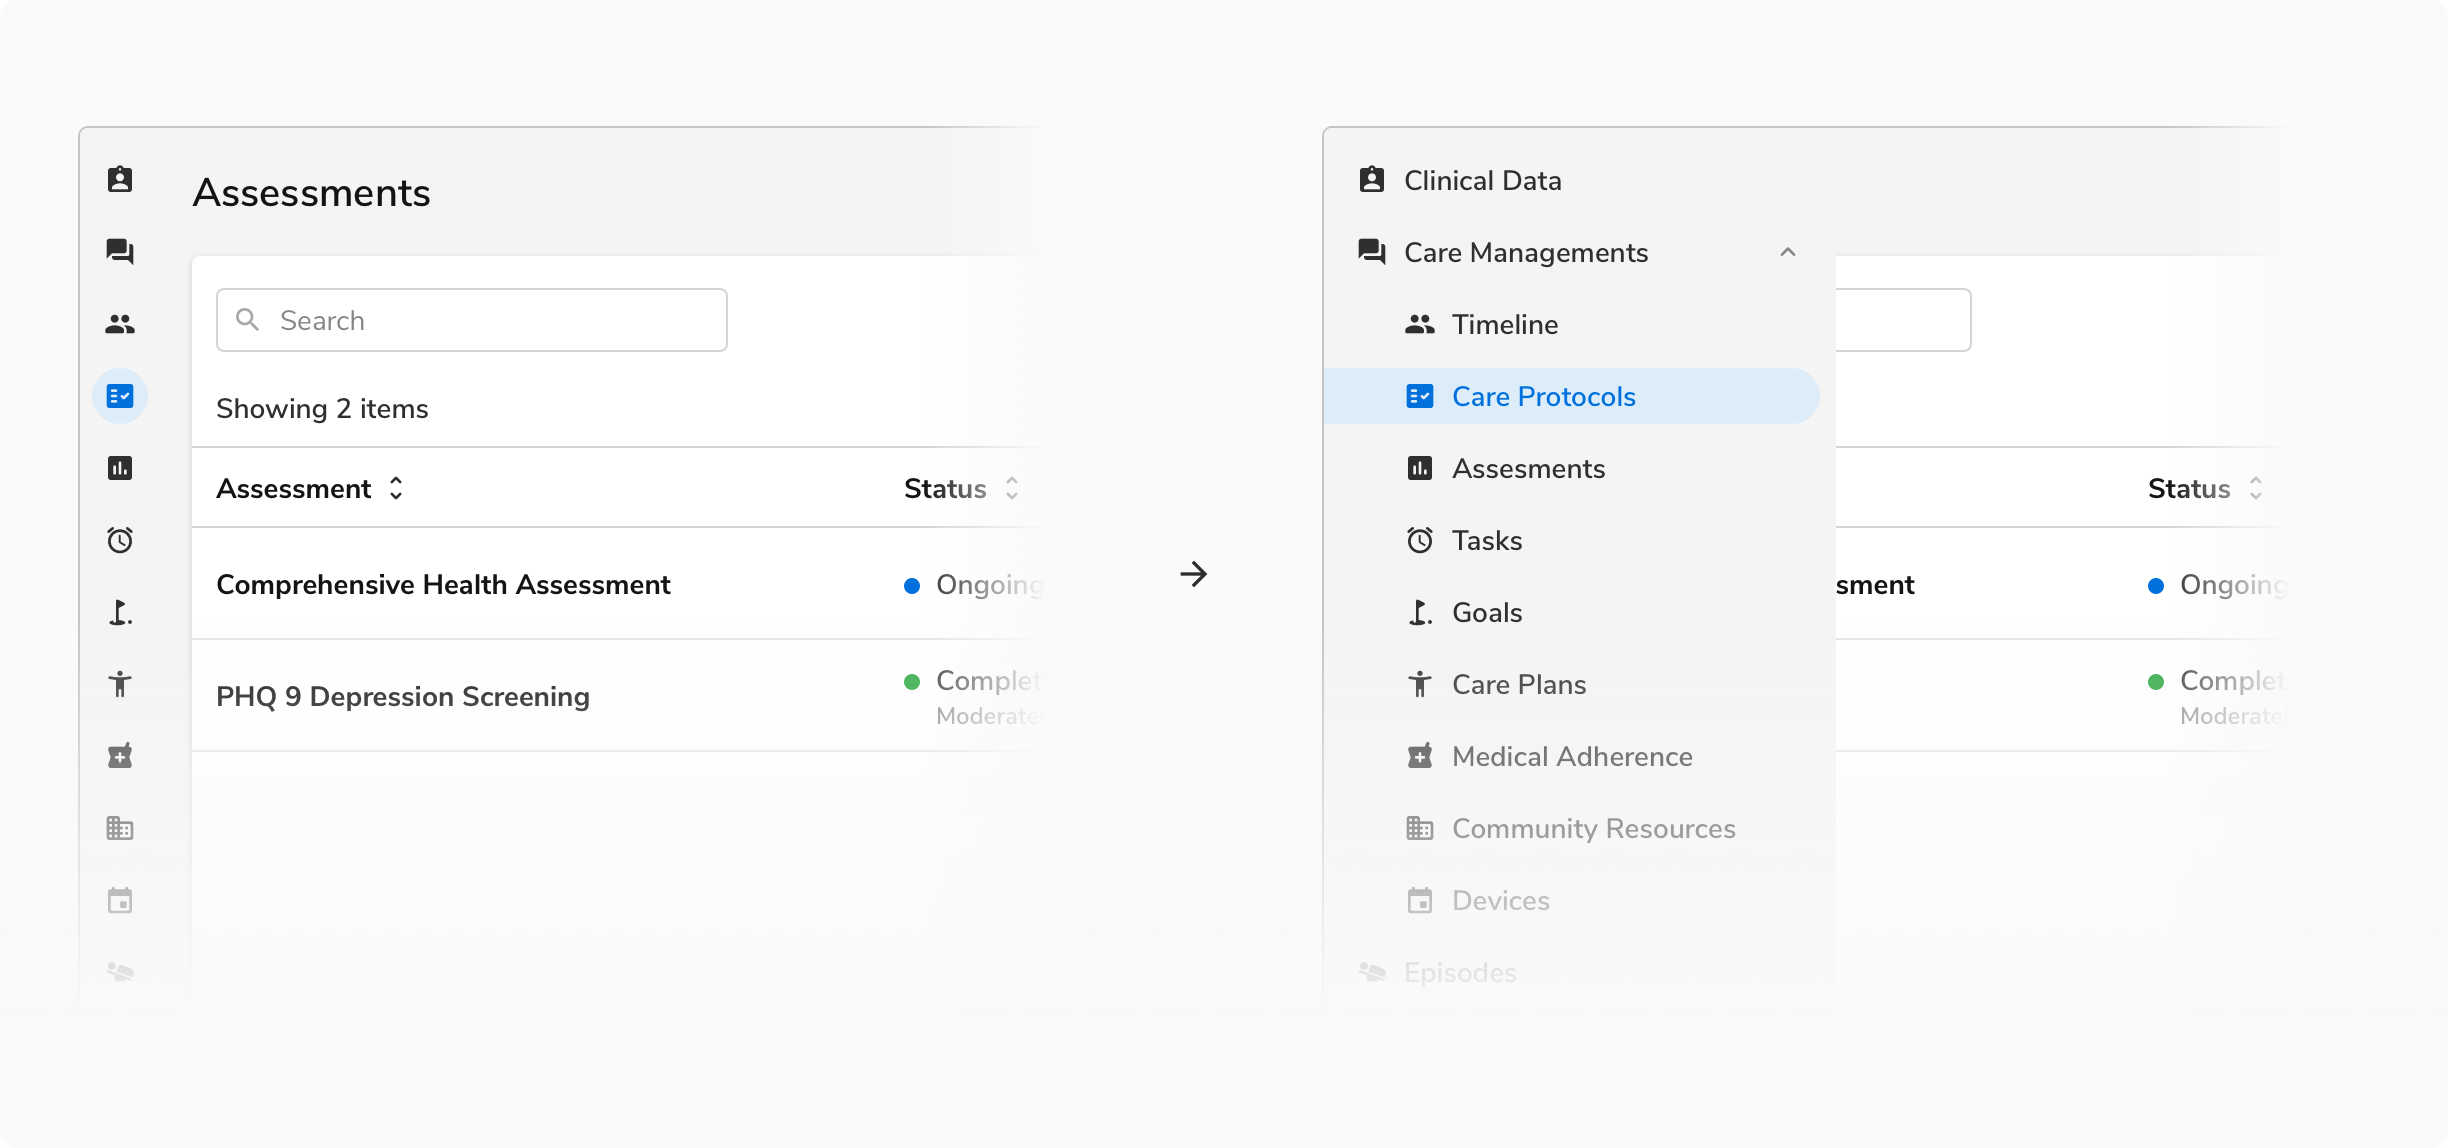 Assessments
Search
Showing 2 items
Assessment
Status
Comprehensive Health Assessment
Ongoing
PHQ 9 Depression Screening
Complet
Moderate
Clinical Data
Care Managements
Timeline
Care Protocols
Assesments
Tasks
Goals
Care Plans
Medical Adherence
Community Resources
Devices
Episodes
Status
sment
Ongoing
Complet
Moderate